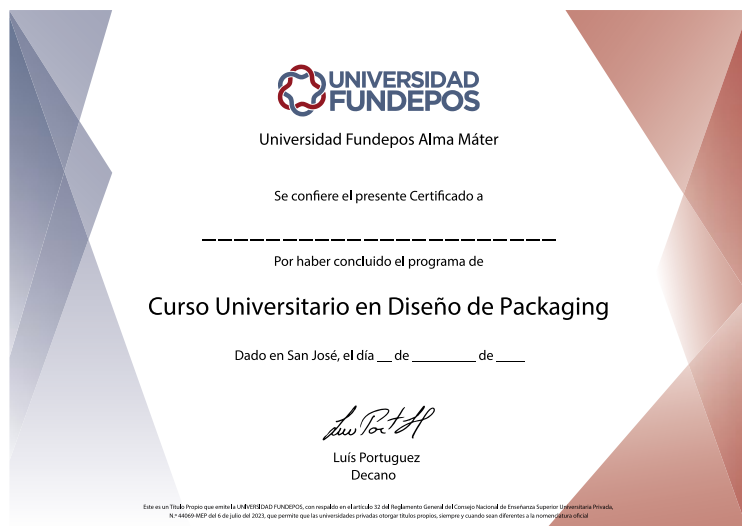 UNIVERSIDAD
FUNDEPOS
Universidad Fundepos Alma Máter
Se confiere el presente Certificado a
Por haber concluido el programa de
Curso Universitario en Diseño de Packaging
Dado en San José, el día __ de ________ de ____
Luís Portuguez
Decano
Este es un Título Propio que emite la UNIVERSIDAD FUNDEPOS, con respaldo en el artículo 32 del Reglamento General del Consejo Nacional de Enseñanza Superior Universitaria Privada,
N.º 44069-MEP del 6 de julio del 2023, que permite que las universidades privadas otorgar títulos propios, siempre y cuando sean diferentes a la nomenclatura oficial